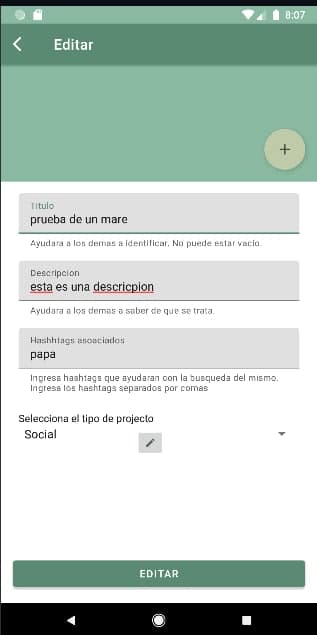 8:07
Editar
Titulo
prueba de un mare
Ayudara a los demas a identificar. No puede estar vacio.
Descripcion
esta es una descricpion
Ayudara a los demas a saber de que se trata.
Hashhtags asoaciados
papa
Ingresa hashtags que ayudaran con la busqueda del mismo.
Ingresa los hashtags separados por comas
Selecciona el tipo de projecto
Social
EDITAR